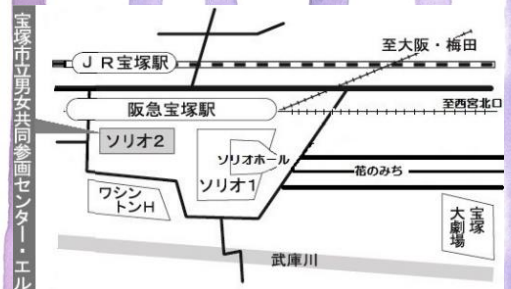 宝塚市立男女共同参画センター・エル
至大阪・梅田
JR宝塚駅
阪急宝塚駅
至西宮北口
ソリオ2
ソリオホール
ソリオ1
花のみち
ワシン
トンH
宝塚
大劇場
武庫川